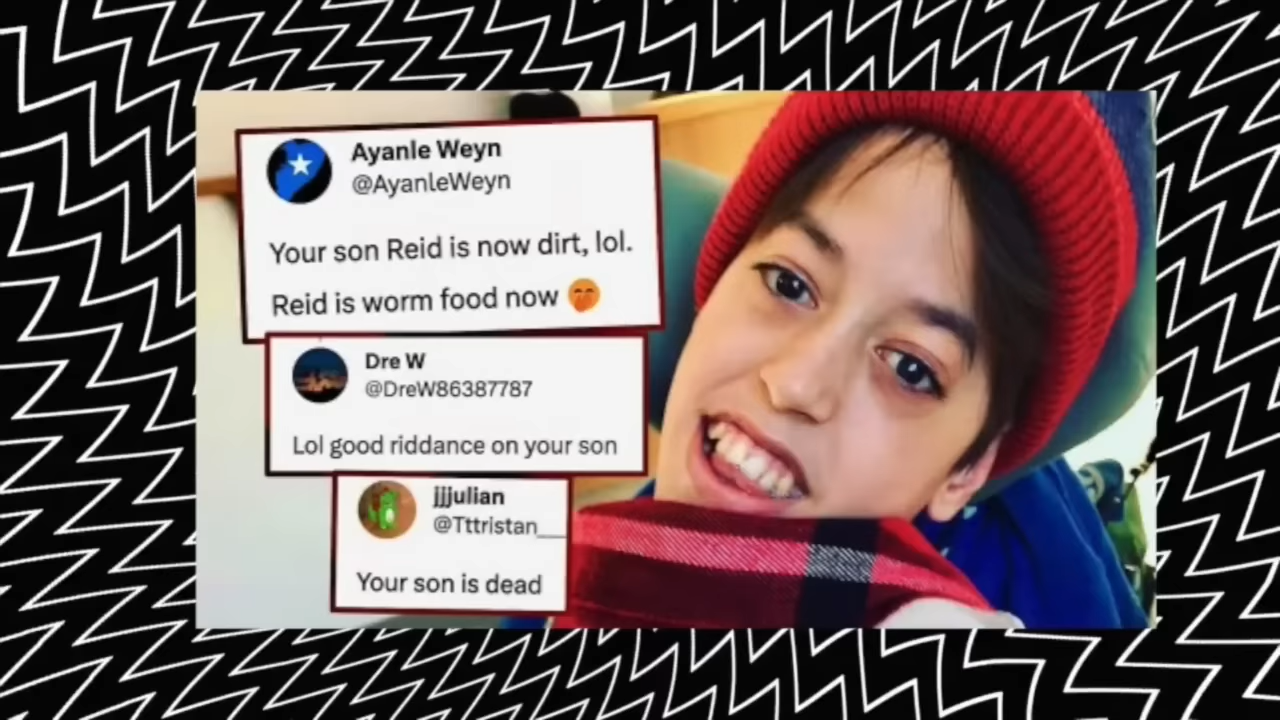 Ayanle Weyn
@AyanleWeyn
Your son Reid is now dirt, lol.
Reid is worm food now 🤭
Dre W
@DreW86387787
Lol good riddance on your son
jjjulian
@Tttristan__
Your son is dead